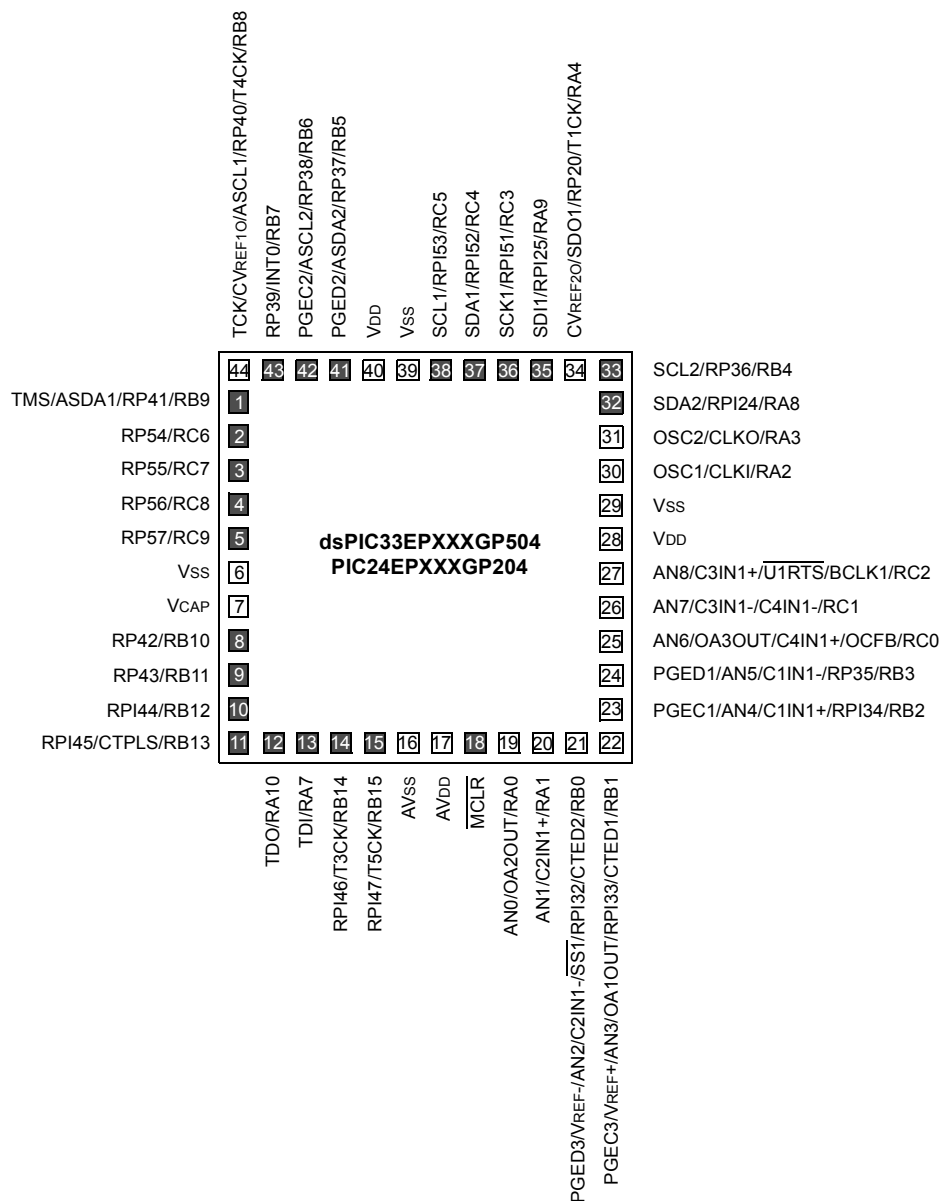 TCK/CVREF1O/ASCL1/RP40/T4CK/RB8
RP39/INT0/RB7
PGEC2/ASCL2/RP38/RB6
PGED2/ASDA2/RP37/RB5
VDD
VSS
SCL1/RPI53/RC5
SDA1/RPI52/RC4
SCK1/RPI51/RC3
SDI1/RPI25/RA9
CVREF2O/SDO1/RP20/T1CK/RA4
44 43 42 41 40 39 38 37 36 35 34 33 SCL2/RP36/RB4
TMS/ASDA1/RP41/RB9 1
32 SDA2/RPI24/RA8
RP54/RC6 2
31 OSC2/CLKO/RA3
RP55/RC7 3
30 OSC1/CLKI/RA2
RP56/RC8 4
29 VSS
RP57/RC9 5
dsPIC33EPXXXGP504
28 VDD
PIC24EPXXXGP204
VSS 6
27 AN8/C3IN1+/U1RTS/BCLK1/RC2
VCAP 7
26 AN7/C3IN1-/C4IN1-/RC1
RP42/RB10 8
25 AN6/OA3OUT/C4IN1+/OCFB/RC0
RP43/RB11 9
24 PGED1/AN5/C1IN1-/RP35/RB3
RPI44/RB12 10
23 PGEC1/AN4/C1IN1+/RPI34/RB2
RPI45/CTPLS/RB13 11 12 13 14 15 16 17 18 19 20 21 22
TDO/RA10
TDI/RA7
RPI46/T3CK/RB14
RPI47/T5CK/RB15
AVSS
AVDD
MCLR
AN0/OA2OUT/RA0
AN1/C2IN1+/RA1
PGED3/VREF-/AN2/C2IN1-/SS1/RPI32/CTED2/RB0
PGEC3/VREF+/AN3/OA1OUT/RPI33/CTED1/RB1